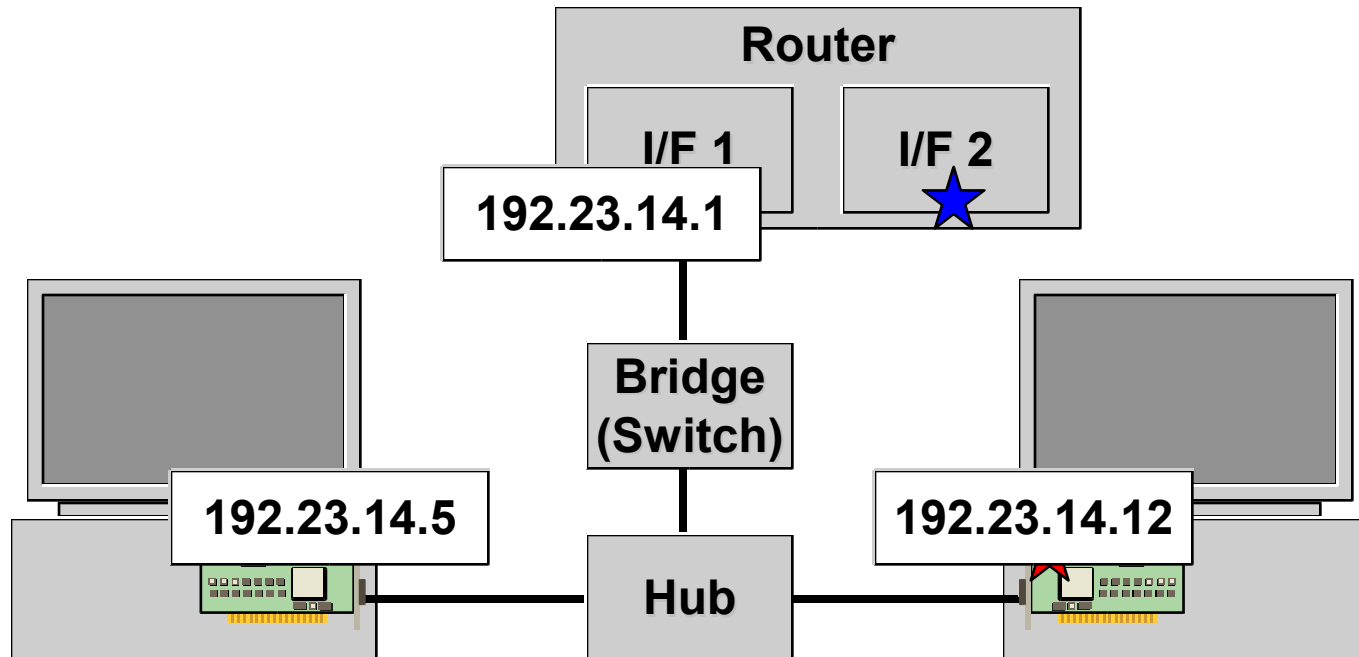 Router
I/F 1
I/F 2
192.23.14.1
Bridge
(Switch)
192.23.14.5
192.23.14.12
Hub